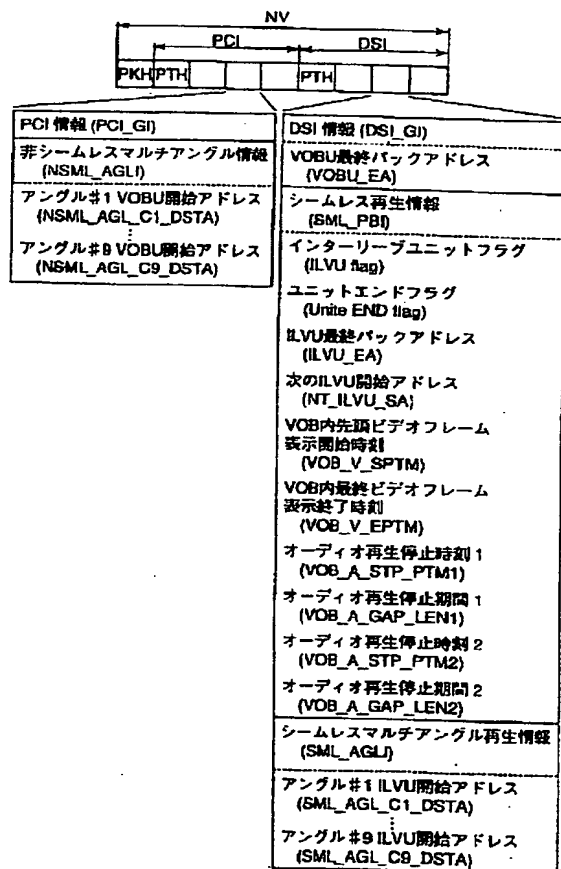 NV
PCI
DSI
PKH PTH PTH
PCI 情報 (PCI_GI)
非シームレスマルチアングル情報
(NSML_AGLI)
アングル#1 VOBU開始アドレス
(NSML_AGL_C1_DSTA)
⋮
アングル#9 VOBU開始アドレス
(NSML_AGL_C9_DSTA)
DSI 情報 (DSI_GI)
VOBU最終パックアドレス
(VOBU_EA)
シームレス再生情報
(SML_PBI)
インターリーブユニットフラグ
(ILVU flag)
ユニットエンドフラグ
(Unite END flag)
ILVU最終パックアドレス
(ILVU_EA)
次のILVU開始アドレス
(NT_ILVU_SA)
VOB内先頭ビデオフレーム
表示開始時刻
(VOB_V_SPTM)
VOB内最終ビデオフレーム
表示終了時刻
(VOB_V_EPTM)
オーディオ再生停止時刻 1
(VOB_A_STP_PTM1)
オーディオ再生停止期間 1
(VOB_A_GAP_LEN1)
オーディオ再生停止時刻 2
(VOB_A_STP_PTM2)
オーディオ再生停止期間 2
(VOB_A_GAP_LEN2)
シームレスマルチアングル再生情報
(SML_AGLI)
アングル#1 ILVU開始アドレス
(SML_AGL_C1_DSTA)
⋮
アングル#9 ILVU開始アドレス
(SML_AGL_C9_DSTA)